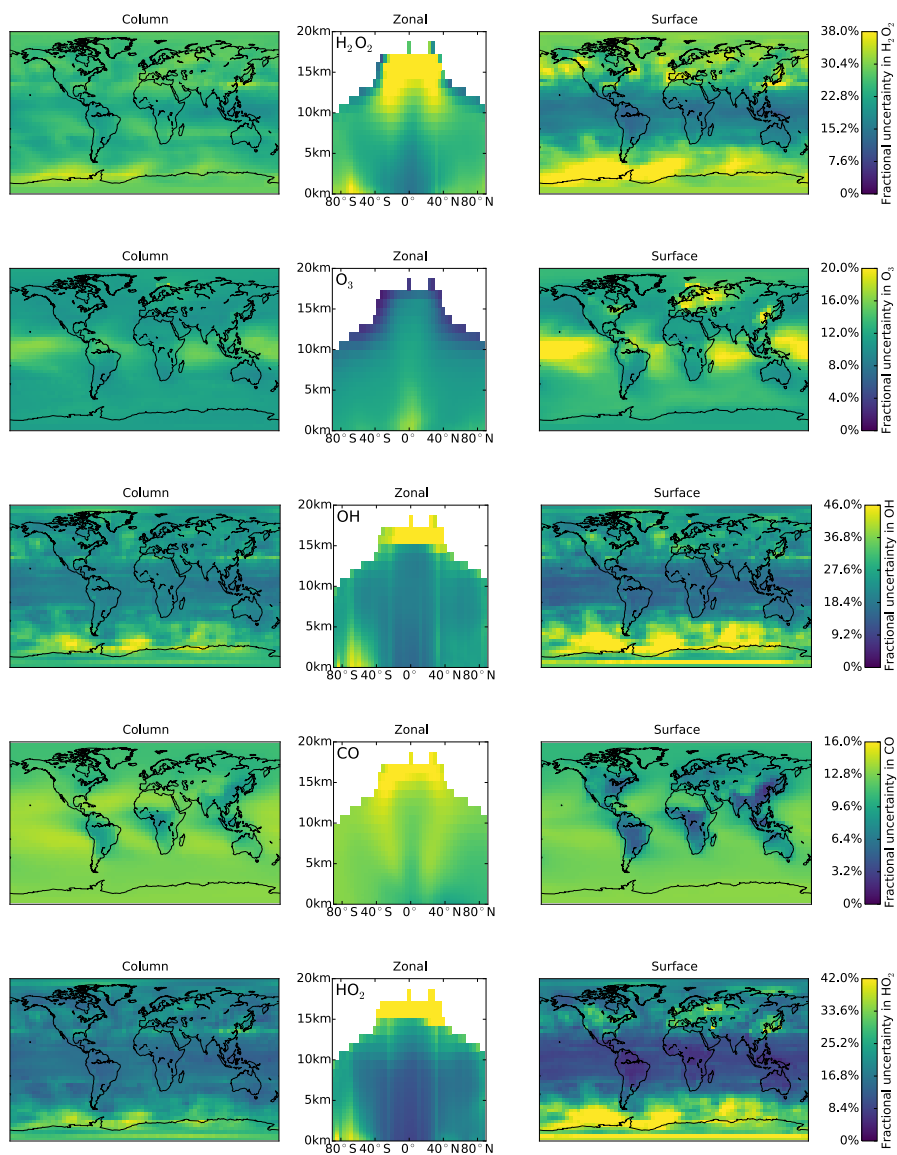 Column Zonal Surface
H₂O₂
20km
15km
10km
5km
0km
80°S 40°S 0° 40°N 80°N
38.0%
30.4%
22.8%
15.2%
7.6%
0%
Fractional uncertainty in H₂O₂
Column Zonal Surface
O₃
20km
15km
10km
5km
0km
80°S 40°S 0° 40°N 80°N
20.0%
16.0%
12.0%
8.0%
4.0%
0%
Fractional uncertainty in O₃
Column Zonal Surface
OH
20km
15km
10km
5km
0km
80°S 40°S 0° 40°N 80°N
46.0%
36.8%
27.6%
18.4%
9.2%
0%
Fractional uncertainty in OH
Column Zonal Surface
CO
20km
15km
10km
5km
0km
80°S 40°S 0° 40°N 80°N
16.0%
12.8%
9.6%
6.4%
3.2%
0%
Fractional uncertainty in CO
Column Zonal Surface
HO₂
20km
15km
10km
5km
0km
80°S 40°S 0° 40°N 80°N
42.0%
33.6%
25.2%
16.8%
8.4%
0%
Fractional uncertainty in HO₂